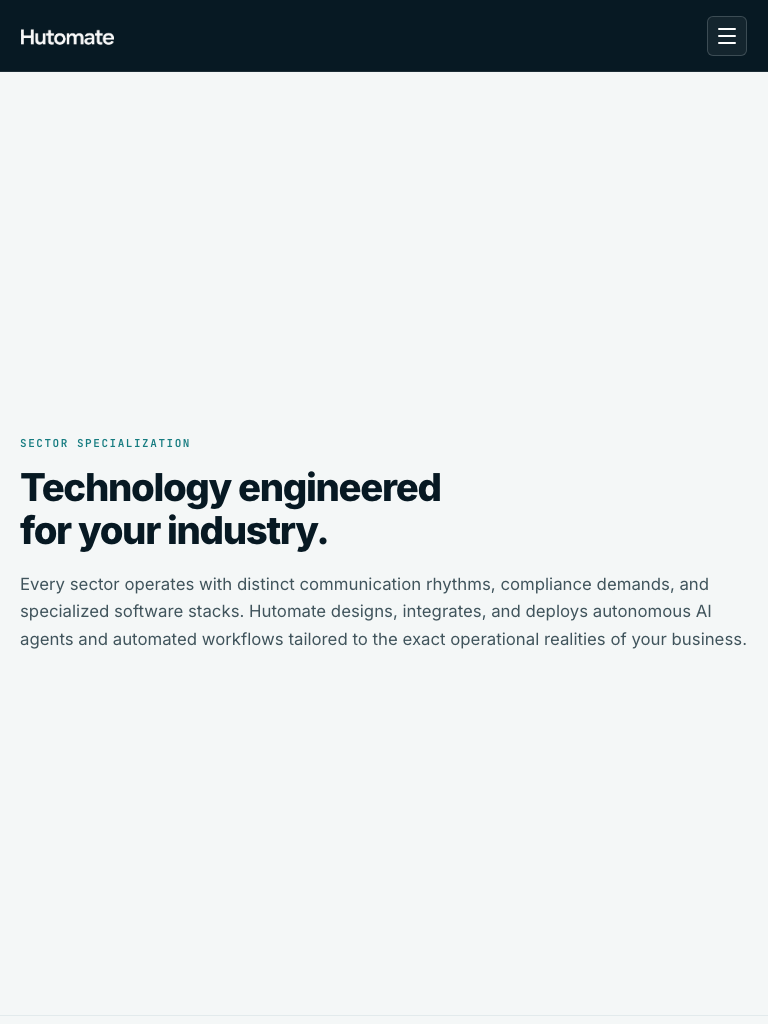 Hutomate
SECTOR SPECIALIZATION
Technology engineered
for your industry.
Every sector operates with distinct communication rhythms, compliance demands, and
specialized software stacks. Hutomate designs, integrates, and deploys autonomous AI
agents and automated workflows tailored to the exact operational realities of your business.